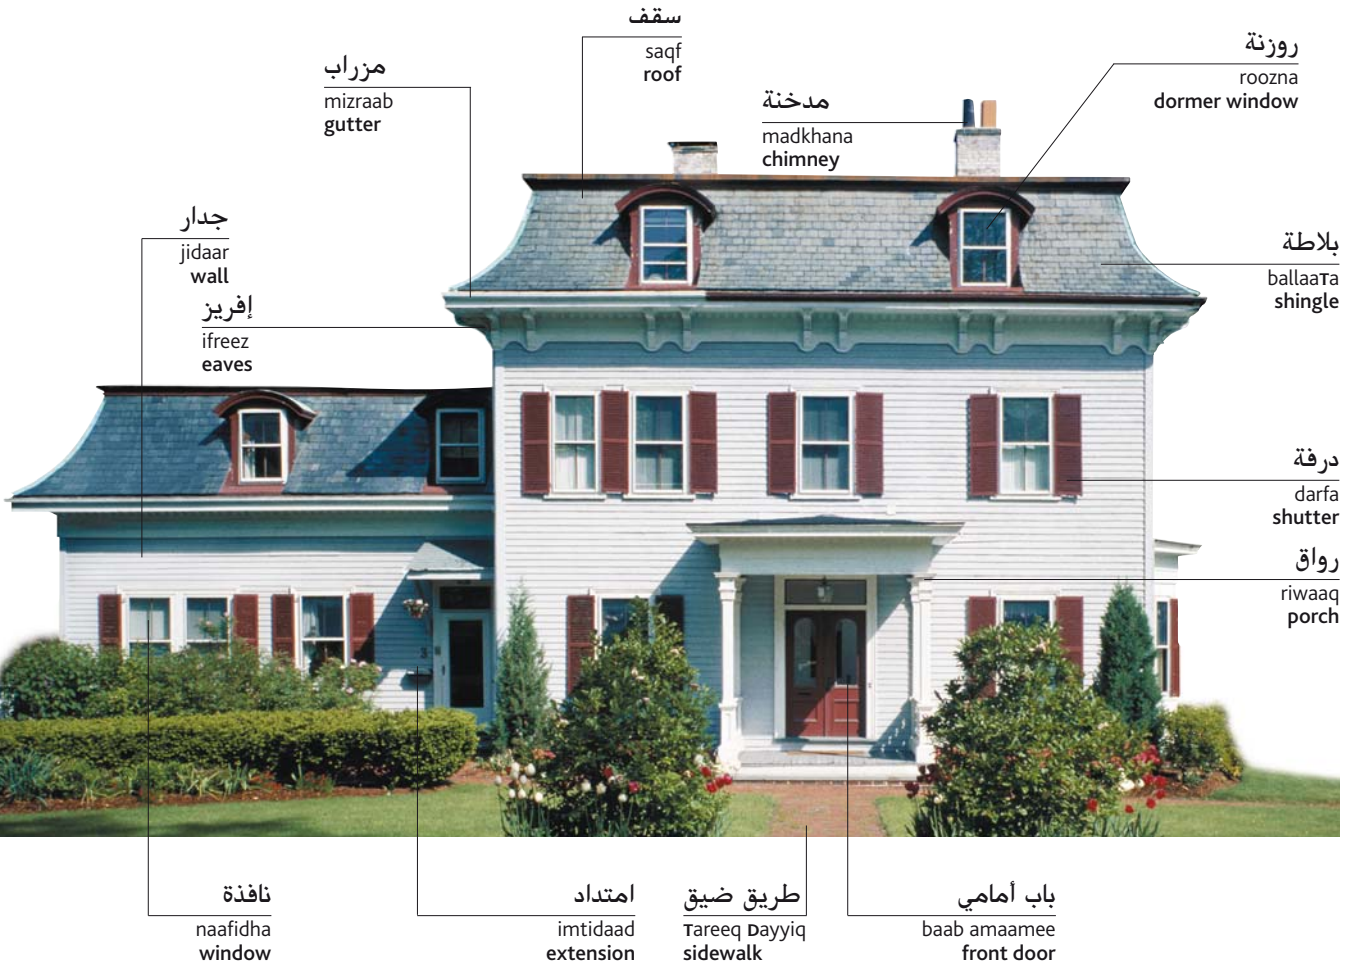 سقف
saqf
roof
روزنة
roozna
dormer window
مزراب
mizraab
gutter
مدخنة
madkhana
chimney
جدار
jidaar
wall
بلاطة
ballaaTa
shingle
إفريز
ifreez
eaves
درفة
darfa
shutter
رواق
riwaaq
porch
3
نافذة
naafidha
window
امتداد
imtidaad
extension
طريق ضيق
Tareeq Dayyiq
sidewalk
باب أمامي
baab amaamee
front door